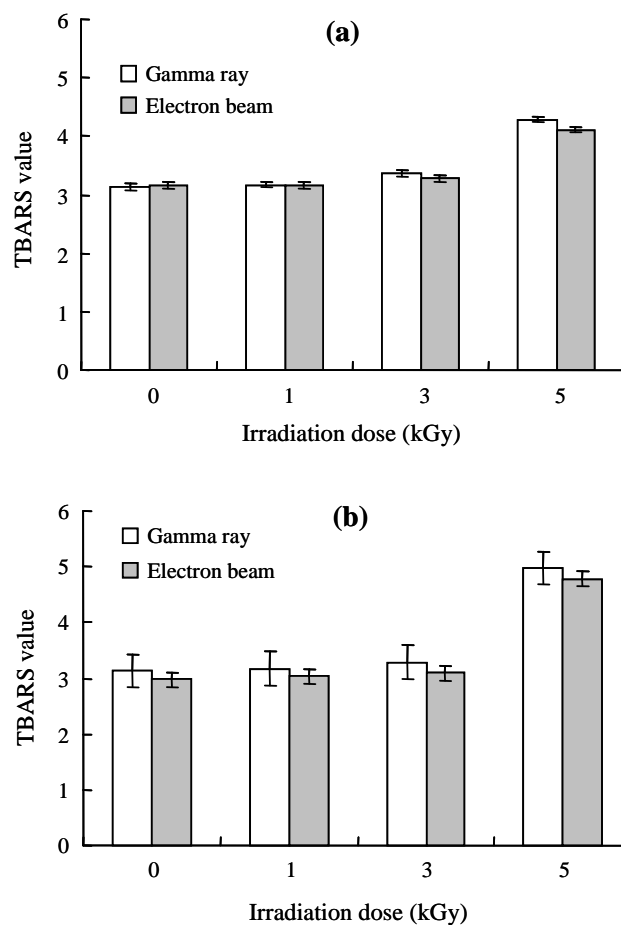 (a)
Gamma ray
Electron beam
TBARS value
6
5
4
3
2
1
0
0 1 3 5
Irradiation dose (kGy)
(b)
Gamma ray
Electron beam
TBARS value
6
5
4
3
2
1
0
0 1 3 5
Irradiation dose (kGy)